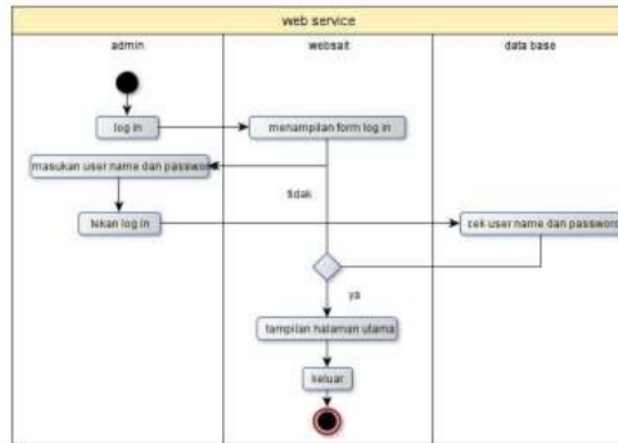 web service
admin
websait
data base
log in
menampilan form log in
masukan user name dan passwor
tidak
tekan log in
cek user name dan password
ya
tampilan halaman utama
keluar